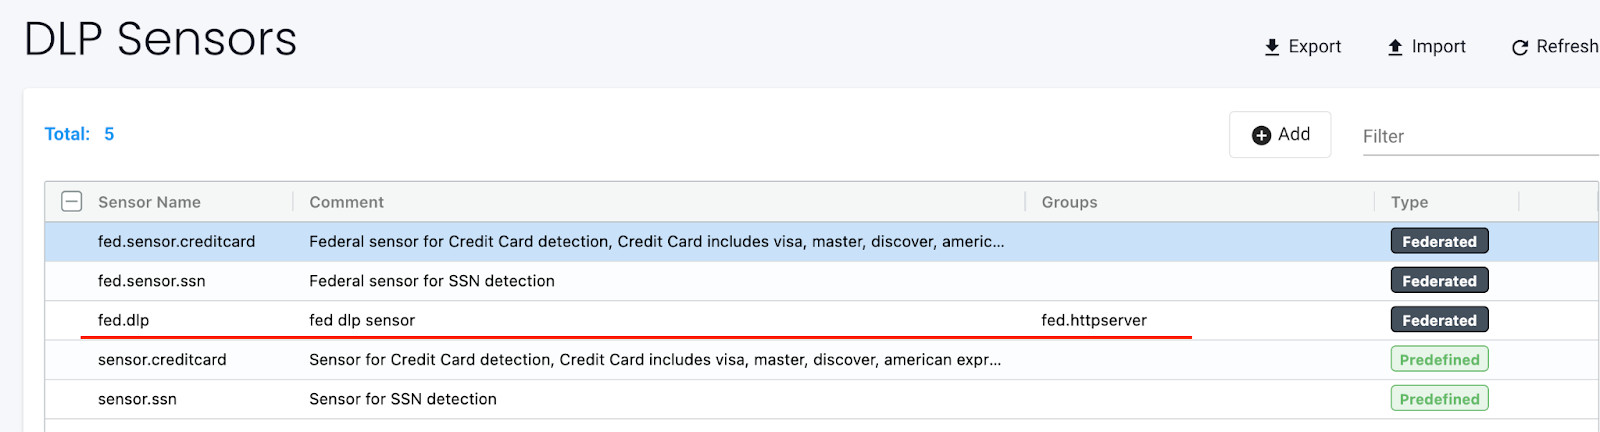 DLP Sensors
Export Import Refresh
Total: 5
Add Filter
Sensor Name Comment Groups Type
fed.sensor.creditcard Federal sensor for Credit Card detection, Credit Card includes visa, master, discover, americ... Federated
fed.sensor.ssn Federal sensor for SSN detection Federated
fed.dlp fed dlp sensor fed.httpserver Federated
sensor.creditcard Sensor for Credit Card detection, Credit Card includes visa, master, discover, american expr... Predefined
sensor.ssn Sensor for SSN detection Predefined